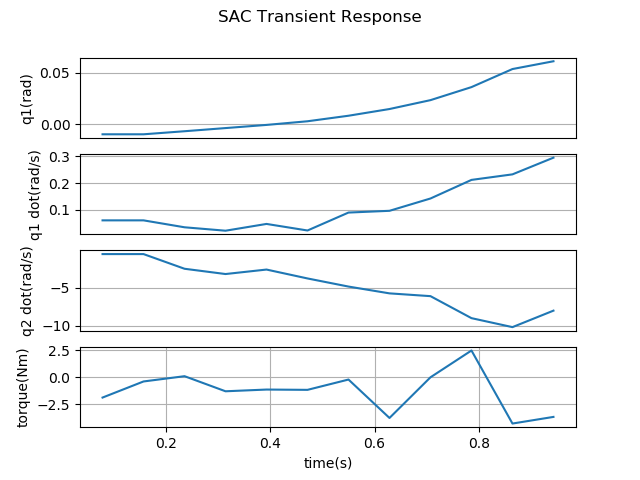 SAC Transient Response
0.05
0.00
q1(rad)
0.3
0.2
0.1
q1 dot(rad/s)
−5
−10
q2 dot(rad/s)
2.5
0.0
−2.5
torque(Nm)
0.2 0.4 0.6 0.8
time(s)